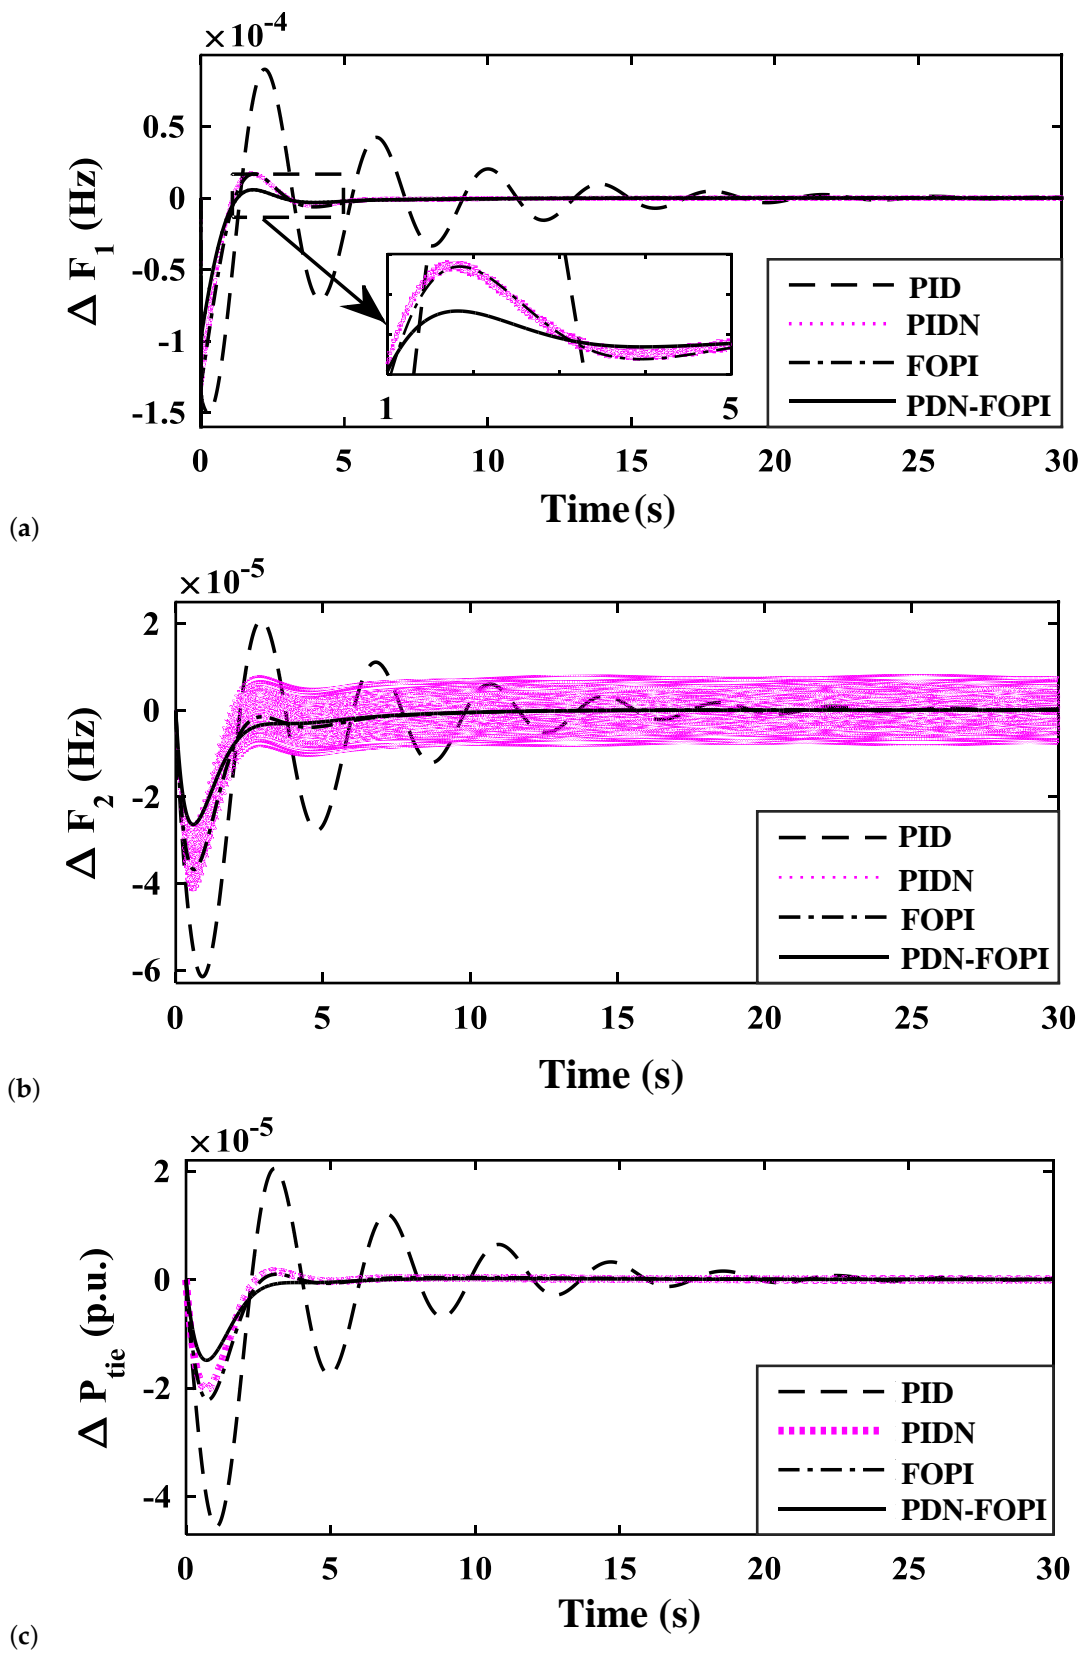 ×10-4
0.5
0
-0.5
-1
-1.5
Δ F1 (Hz)
PID
PIDN
FOPI
PDN-FOPI
1 5
0 5 10 15 20 25 30
Time (s)
(a)
×10-5
2
0
-2
-4
-6
Δ F2 (Hz)
PID
PIDN
FOPI
PDN-FOPI
0 5 10 15 20 25 30
Time (s)
(b)
×10-5
2
0
-2
-4
Δ Ptie (p.u.)
PID
PIDN
FOPI
PDN-FOPI
0 5 10 15 20 25 30
Time (s)
(c)